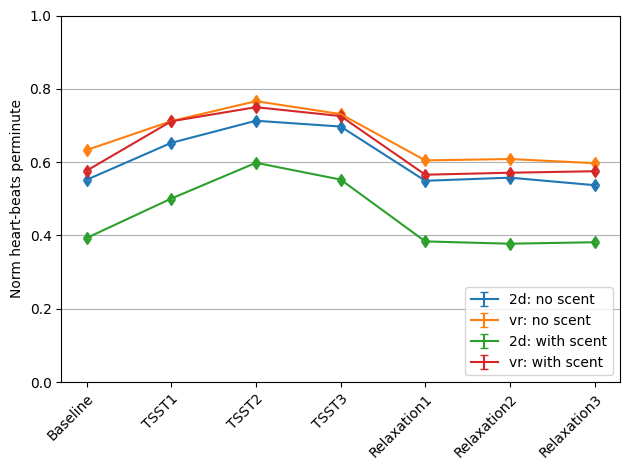 Norm heart-beats perminute
1.0
0.8
0.6
0.4
0.2
0.0
2d: no scent
vr: no scent
2d: with scent
vr: with scent
Baseline
TSST1
TSST2
TSST3
Relaxation1
Relaxation2
Relaxation3